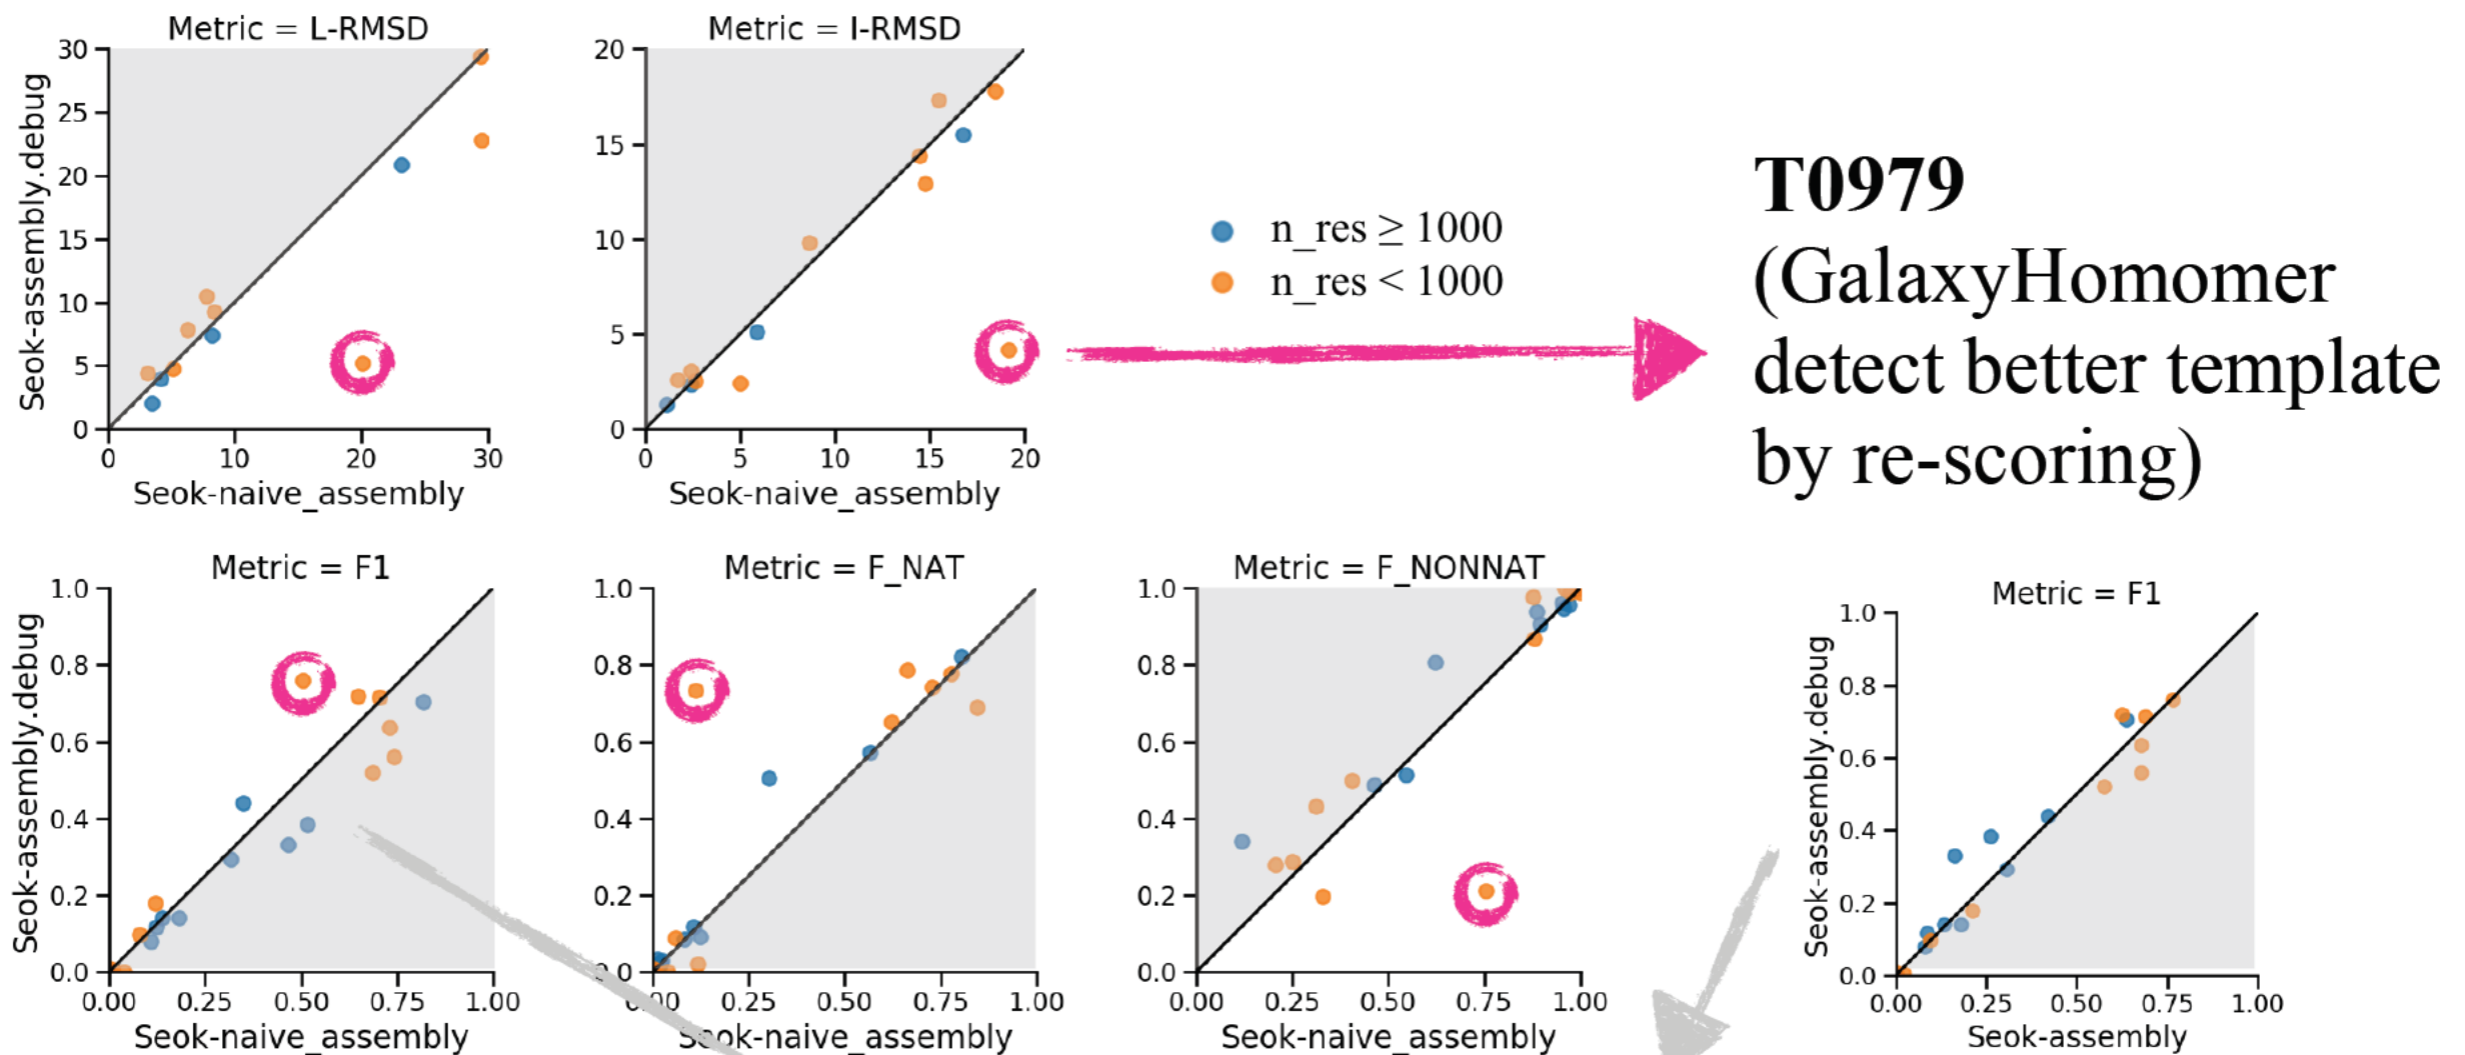 Metric = L-RMSD
30
25
20
15
10
5
0
0 10 20 30
Seok-assembly.debug
Seok-naive_assembly
Metric = I-RMSD
20
15
10
5
0
0 5 10 15 20
Seok-naive_assembly
n_res ≥ 1000
n_res < 1000
T0979
(GalaxyHomomer
detect better template
by re-scoring)
Metric = F1
1.0
0.8
0.6
0.4
0.2
0.0
0.00 0.25 0.50 0.75 1.00
Seok-assembly.debug
Seok-naive_assembly
Metric = F_NAT
1.0
0.8
0.6
0.4
0.2
0.0
0.00 0.25 0.50 0.75 1.00
Seok-naive_assembly
Metric = F_NONNAT
1.0
0.8
0.6
0.4
0.2
0.0
0.00 0.25 0.50 0.75 1.00
Seok-naive_assembly
Metric = F1
1.0
0.8
0.6
0.4
0.2
0.0
0.00 0.25 0.50 0.75 1.00
Seok-assembly.debug
Seok-assembly